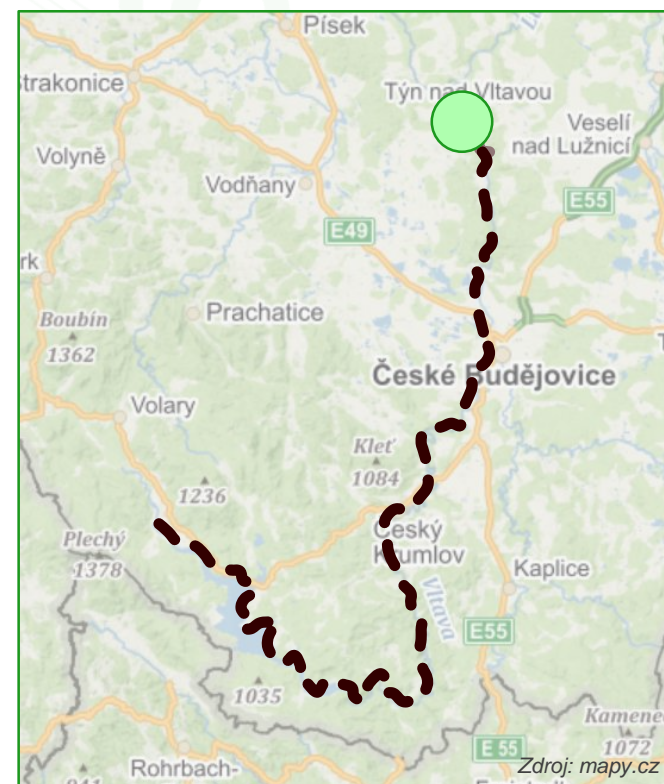 Písek
Strakonice
Týn nad Vltavou
Veselí
nad Lužnicí
Volyně
Vodňany
E55
E49
rk
Prachatice
Boubín
1362
České Budějovice
Volary
Kleť
1084
1236
Český
Krumlov
Plechý
1378
Kaplice
Vltava
E55
1035
Kamenec
1072
E 55
Rohrbach-
Zdroj: mapy.cz